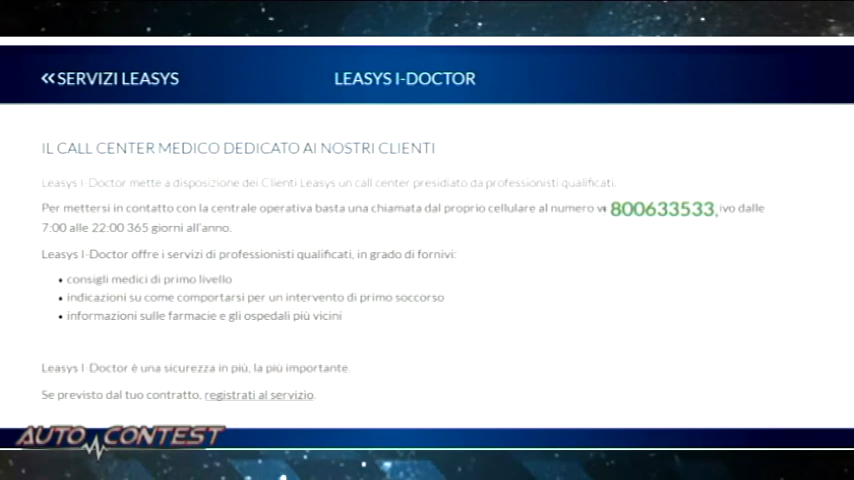 «SERVIZI LEASYS
LEASYS I-DOCTOR
IL CALL CENTER MEDICO DEDICATO AI NOSTRI CLIENTI
Leasys I-Doctor mette a disposizione dei Clienti Leasys un call center presidiato da professionisti qualificati.
Per mettersi in contatto con la centrale operativa basta una chiamata dal proprio cellulare al numero 800633533, ivo dalle
7:00 alle 22:00 365 giorni all'anno.
Leasys I-Doctor offre i servizi di professionisti qualificati, in grado di fornivi:
• consigli medici di primo livello
• indicazioni su come comportarsi per un intervento di primo soccorso
• informazioni sulle farmacie e gli ospedali più vicini
Leasys I-Doctor è una sicurezza in più, la più importante.
Se previsto dal tuo contratto, registrati al servizio.
AUTO CONTEST